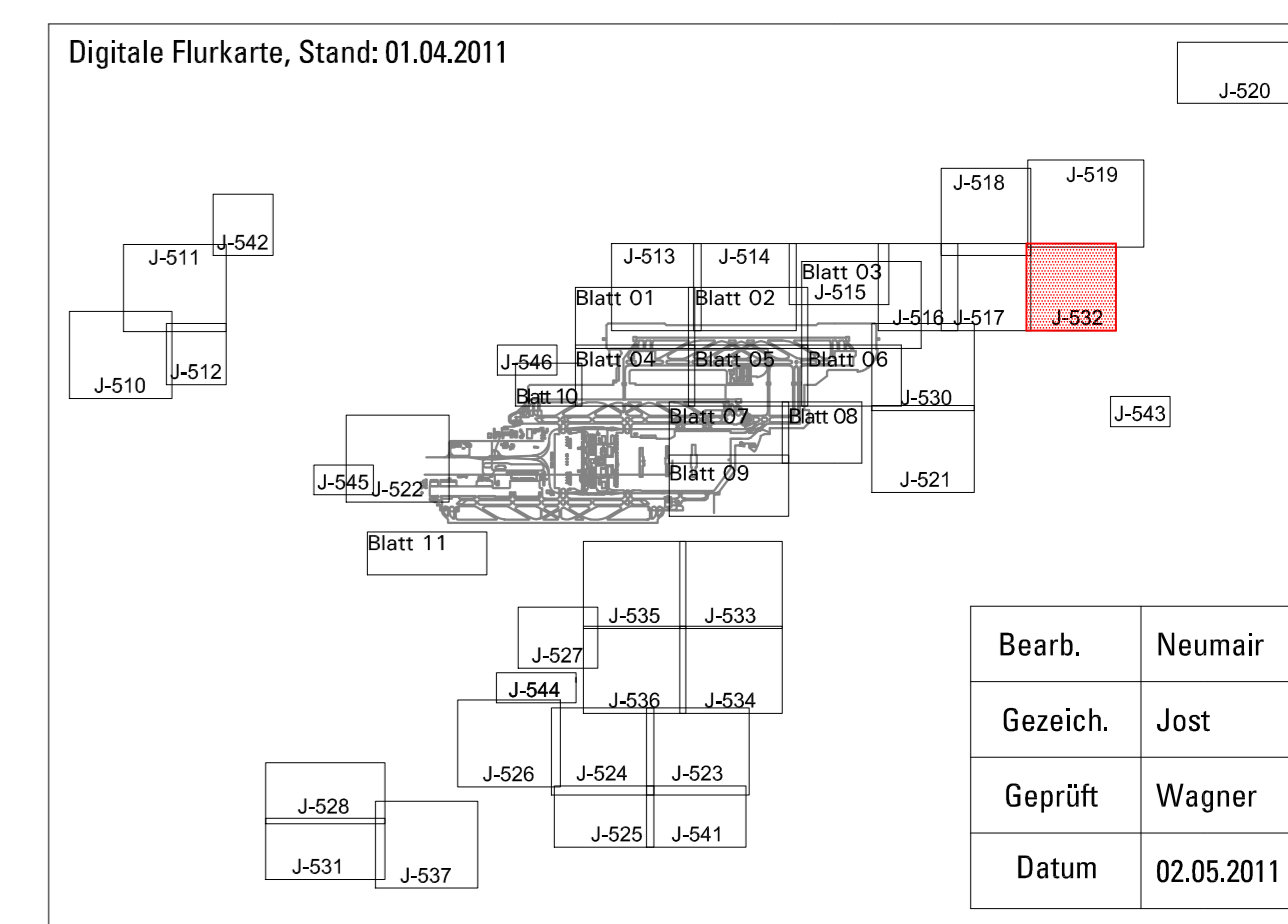 Digitale Flurkarte, Stand: 01.04.2011
J-520
J-518
J-519
J-542
J-511
J-513
J-514
Blatt 03
J-515
Blatt 01
Blatt 02
J-516
J-517
J-532
J-546
Blatt 04
Blatt 05
Blatt 06
J-510
J-512
Blatt 10
J-530
Blatt 07
Blatt 08
J-543
J-545
J-522
Blatt 09
J-521
Blatt 11
J-535
J-533
J-527
J-544
J-536
J-534
J-526
J-524
J-523
J-528
J-525
J-541
J-531
J-537
Bearb. Neumair
Gezeich. Jost
Geprüft Wagner
Datum 02.05.2011